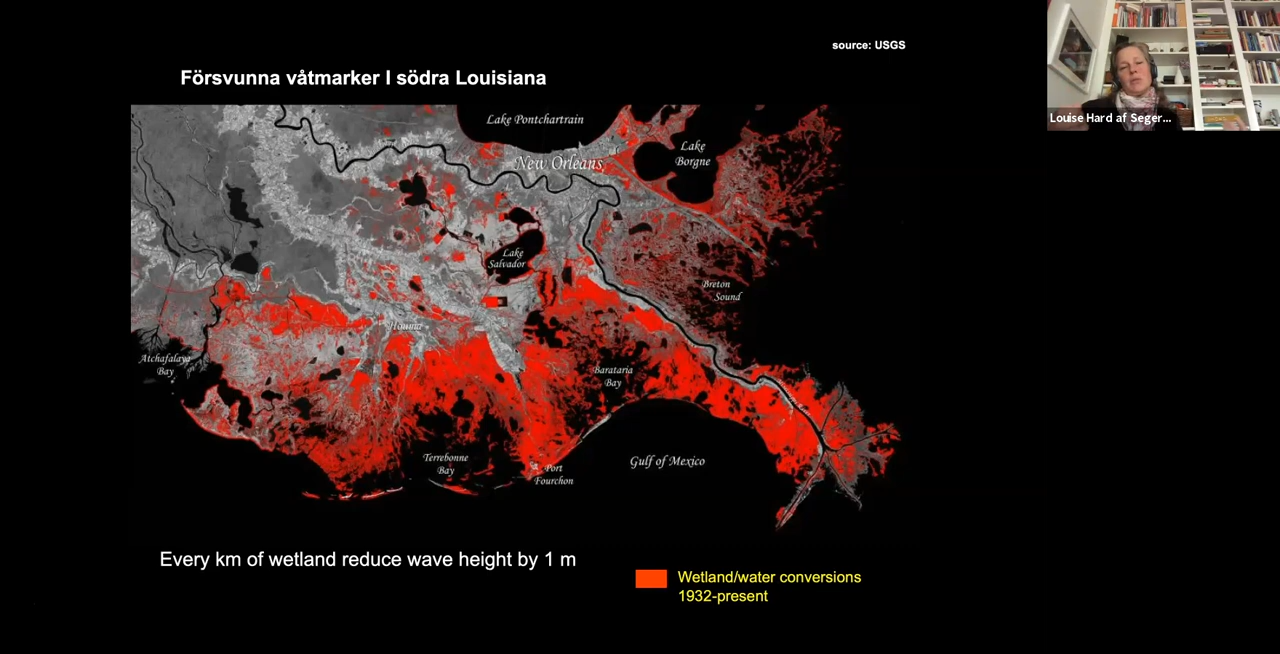 source: USGS
Försvunna våtmarker I södra Louisiana
Louise Hard af Seger...
Lake Pontchartrain
New Orleans
Lake
Borgne
Lake
Salvador
Breton
Sound
Houma
Atchafalaya
Bay
Barataria
Bay
Terrebonne
Bay
Port
Fourchon
Gulf of Mexico
Every km of wetland reduce wave height by 1 m
Wetland/water conversions
1932-present